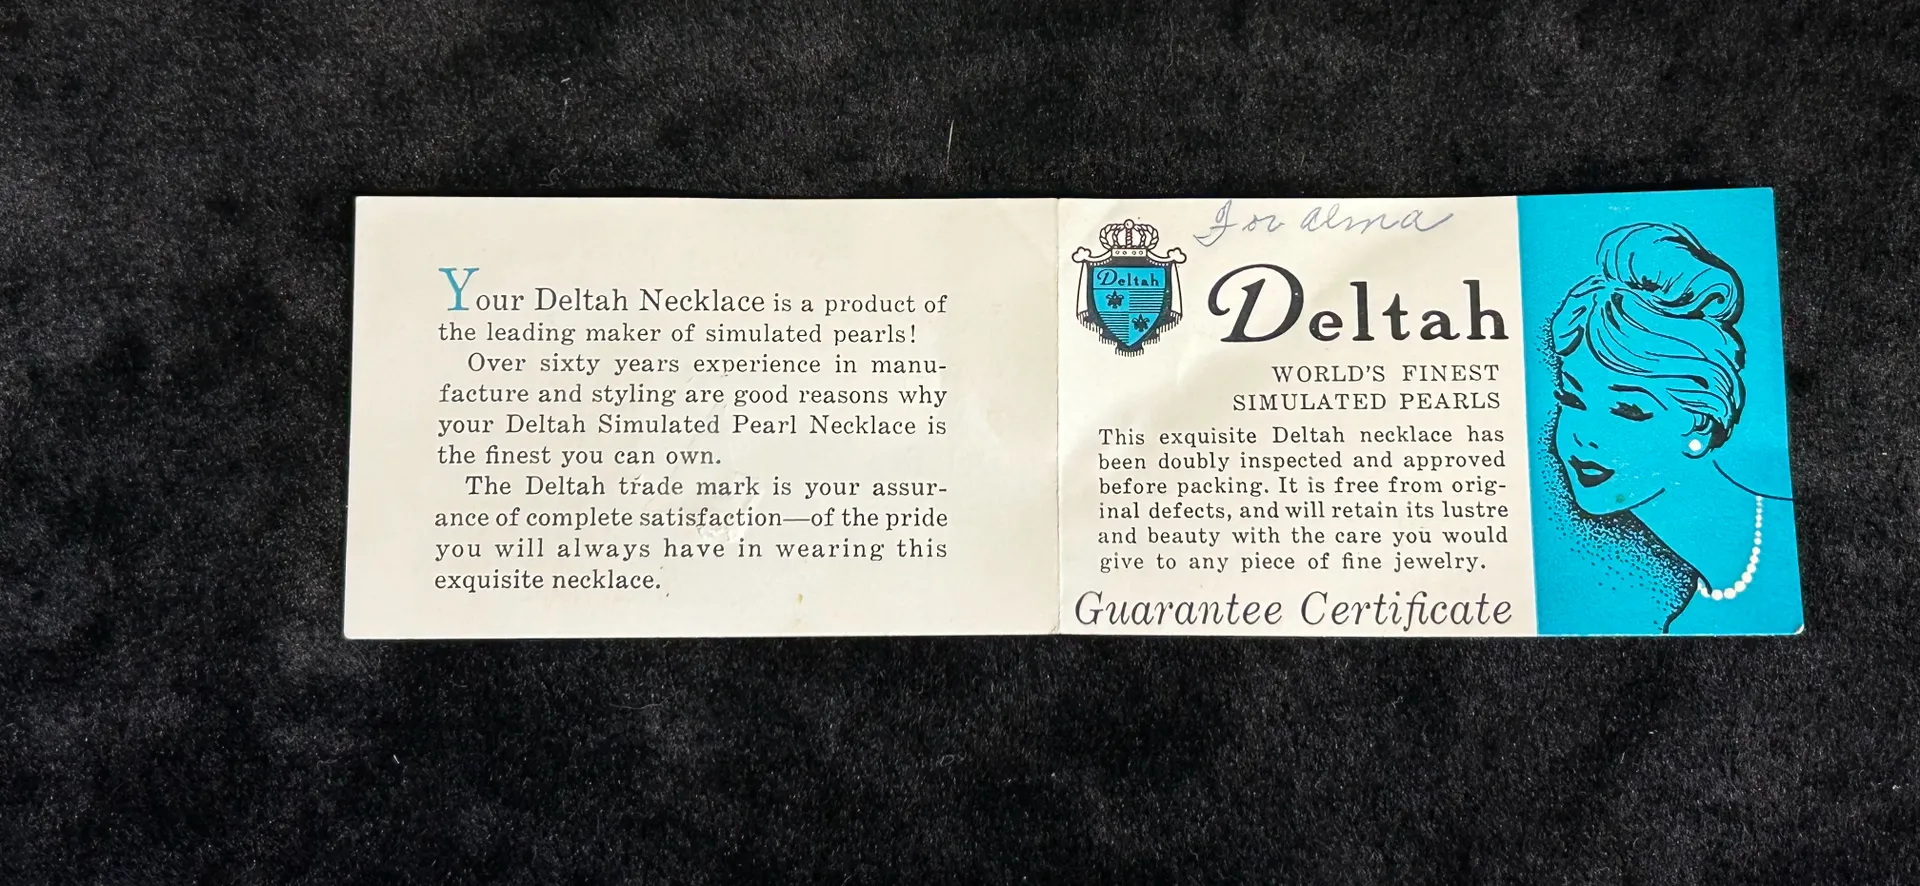 Your Deltah Necklace is a product of
the leading maker of simulated pearls!
Over sixty years experience in manu-
facture and styling are good reasons why
your Deltah Simulated Pearl Necklace is
the finest you can own.
The Deltah trade mark is your assur-
ance of complete satisfaction—of the pride
you will always have in wearing this
exquisite necklace.
For Alma
Deltah
Deltah
WORLD'S FINEST
SIMULATED PEARLS
This exquisite Deltah necklace has
been doubly inspected and approved
before packing. It is free from orig-
inal defects, and will retain its lustre
and beauty with the care you would
give to any piece of fine jewelry.
Guarantee Certificate